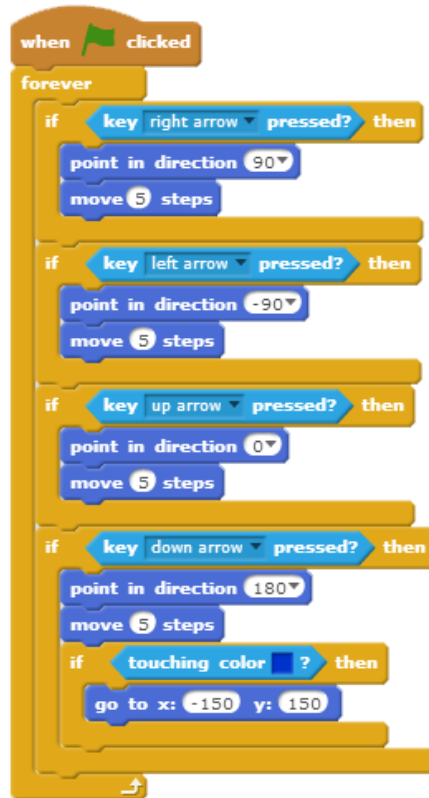 when clicked
forever
if key right arrow pressed? then
point in direction 90
move 5 steps
if key left arrow pressed? then
point in direction -90
move 5 steps
if key up arrow pressed? then
point in direction 0
move 5 steps
if key down arrow pressed? then
point in direction 180
move 5 steps
if touching color ? then
go to x: -150 y: 150